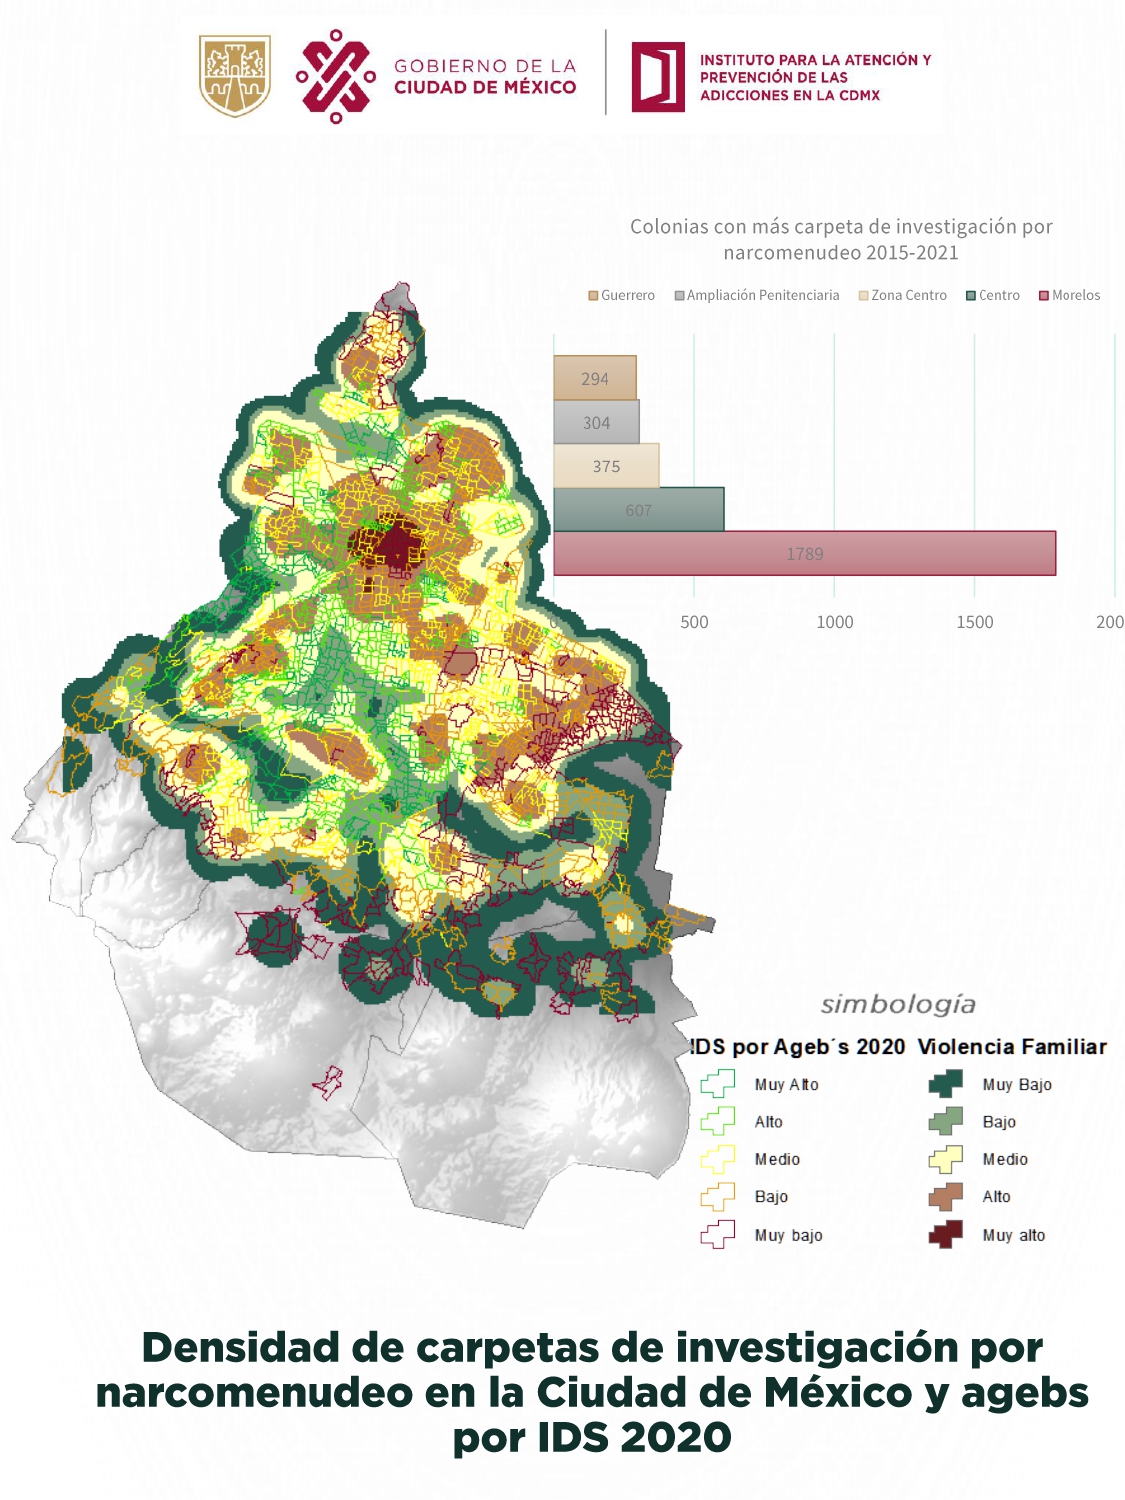 GOBIERNO DE LA
CIUDAD DE MÉXICO
INSTITUTO PARA LA ATENCIÓN Y
PREVENCIÓN DE LAS
ADICCIONES EN LA CDMX
Colonias con más carpeta de investigación por
narcomenudeo 2015-2021
Guerrero Ampliación Penitenciaria Zona Centro Centro Morelos
294
304
375
607
1789
0 500 1000 1500 200
simbología
IDS por Ageb´s 2020 Violencia Familiar
Muy Alto Muy Bajo
Alto Bajo
Medio Medio
Bajo Alto
Muy bajo Muy alto
Densidad de carpetas de investigación por
narcomenudeo en la Ciudad de México y agebs
por IDS 2020